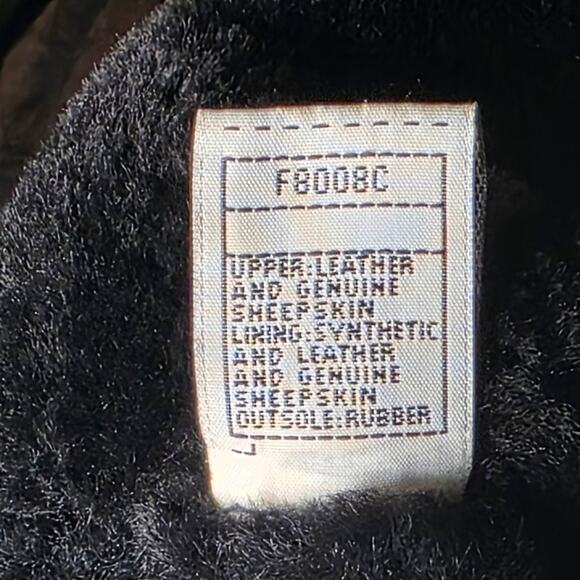 F8008C
UPPER:LEATHER
AND GENUINE
SHEEPSKIN
LINING:SYNTHETIC
AND LEATHER
AND GENUINE
SHEEPSKIN
OUTSOLE:RUBBER